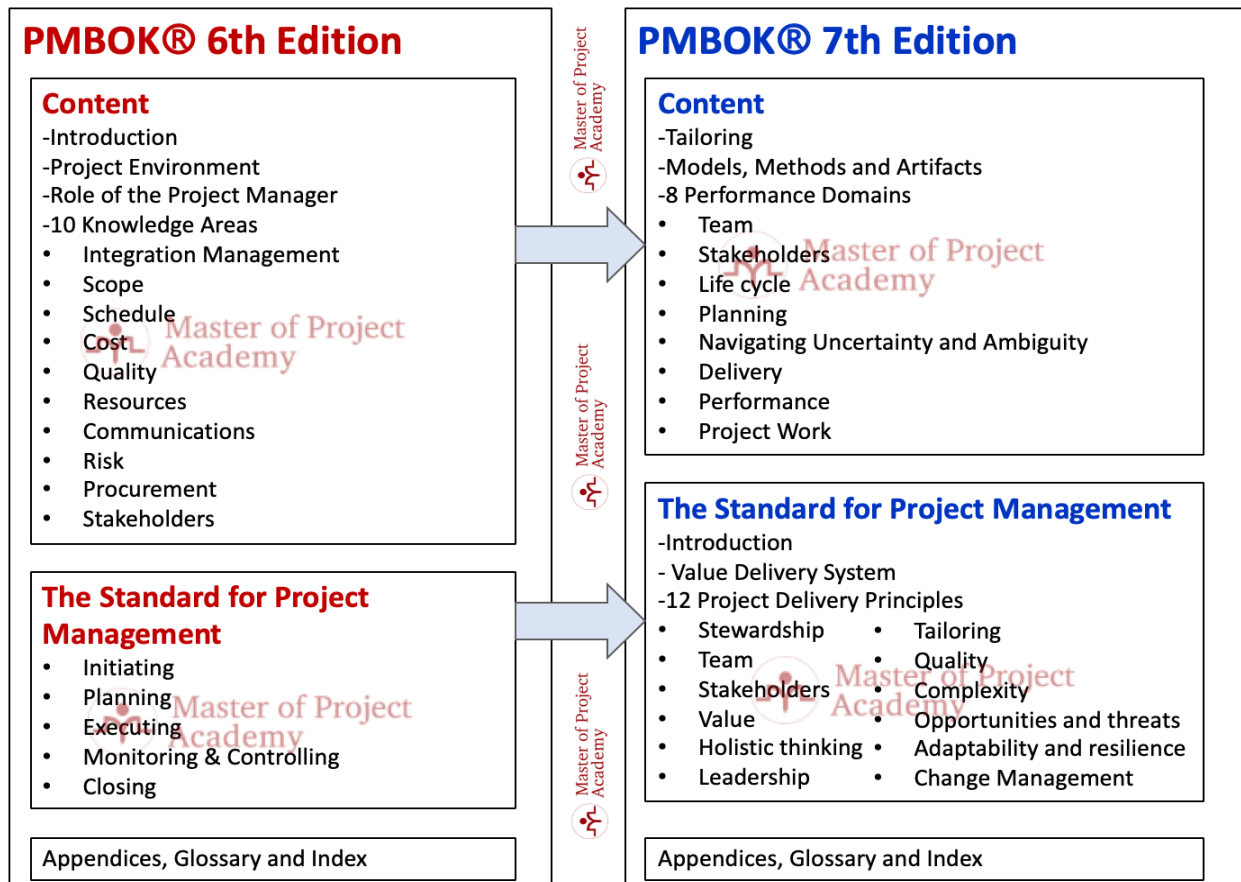 PMBOK® 6th Edition
Content
-Introduction
-Project Environment
-Role of the Project Manager
-10 Knowledge Areas
• Integration Management
• Scope
• Schedule
• Cost
• Quality
• Resources
• Communications
• Risk
• Procurement
• Stakeholders
Master of Project
Academy
The Standard for Project
Management
• Initiating
• Planning
• Executing
• Monitoring & Controlling
• Closing
Master of Project
Academy
Appendices, Glossary and Index
Master of Project
Academy
Master of Project
Academy
Master of Project
Academy
PMBOK® 7th Edition
Content
-Tailoring
-Models, Methods and Artifacts
-8 Performance Domains
• Team
• Stakeholders
• Life cycle
• Planning
• Navigating Uncertainty and Ambiguity
• Delivery
• Performance
• Project Work
Master of Project
Academy
The Standard for Project Management
-Introduction
- Value Delivery System
-12 Project Delivery Principles
• Stewardship
• Team
• Stakeholders
• Value
• Holistic thinking
• Leadership
• Tailoring
• Quality
• Complexity
• Opportunities and threats
• Adaptability and resilience
• Change Management
Master of Project
Academy
Appendices, Glossary and Index